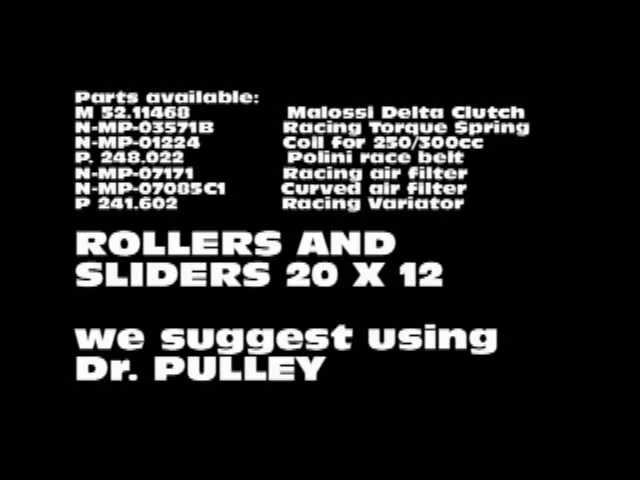 Parts available:
M 52.11468 Malossi Delta Clutch
N-MP-03571B Racing Torque Spring
N-MP-01224 Coil for 250/300cc
P. 248.022 Polini race belt
N-MP-07171 Racing air filter
N-MP-07085C1 Curved air filter
P 241.602 Racing Variator
ROLLERS AND
SLIDERS 20 X 12
we suggest using
Dr. PULLEY